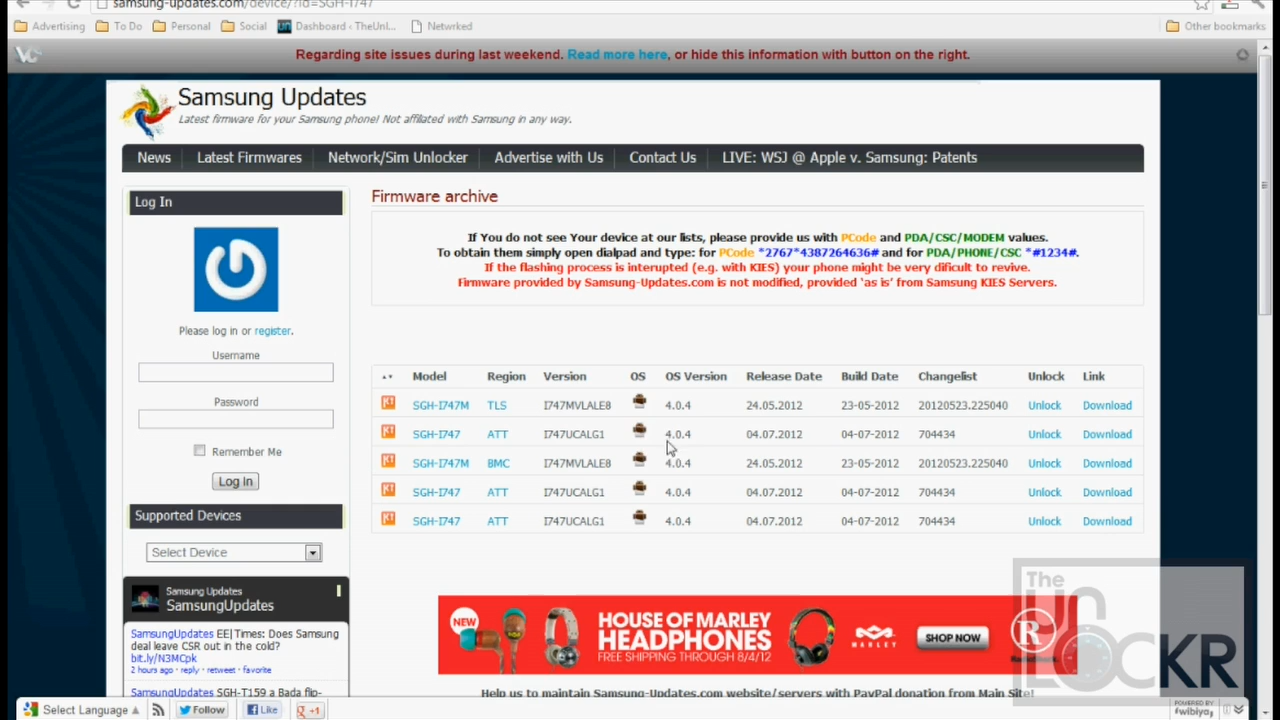 samsung-updates.com/device/?id=SGH-I747
Advertising To Do Personal Social Dashboard ‹ TheUnl... Netwrked Other bookmarks
Regarding site issues during last weekend. Read more here, or hide this information with button on the right.
Samsung Updates
Latest firmware for your Samsung phone! Not affiliated with Samsung in any way.
News Latest Firmwares Network/Sim Unlocker Advertise with Us Contact Us LIVE: WSJ @ Apple v. Samsung: Patents
Log In
Please log in or register.
Username
Password
Remember Me
Log In
Supported Devices
Select Device
Samsung Updates
SamsungUpdates
SamsungUpdates EE|Times: Does Samsung
deal leave CSR out in the cold?
bit.ly/N3MCpk
2 hours ago · reply · retweet · favorite
SamsungUpdates SGH-T159 a Bada flip-
Firmware archive
If You do not see Your device at our lists, please provide us with PCode and PDA/CSC/MODEM values.
To obtain them simply open dialpad and type: for PCode *2767*4387264636# and for PDA/PHONE/CSC *#1234#.
If the flashing process is interupted (e.g. with KIES) your phone might be very dificult to revive.
Firmware provided by Samsung-Updates.com is not modified, provided 'as is' from Samsung KIES Servers.
Model Region Version OS OS Version Release Date Build Date Changelist Unlock Link
SGH-I747M TLS I747MVLALE8 4.0.4 24.05.2012 23-05-2012 20120523.225040 Unlock Download
SGH-I747 ATT I747UCALG1 4.0.4 04.07.2012 04-07-2012 704434 Unlock Download
SGH-I747M BMC I747MVLALE8 4.0.4 24.05.2012 23-05-2012 20120523.225040 Unlock Download
SGH-I747 ATT I747UCALG1 4.0.4 04.07.2012 04-07-2012 704434 Unlock Download
SGH-I747 ATT I747UCALG1 4.0.4 04.07.2012 04-07-2012 704434 Unlock Download
NEW
HOUSE OF MARLEY
HEADPHONES
FREE SHIPPING THROUGH 8/4/12
MARLEY
SHOP NOW
Help us to maintain Samsung-Updates.com website/servers with PayPal donation from Main Site!
The
UnLOCKR
Select Language Follow Like +1
POWERED BY
wibiya